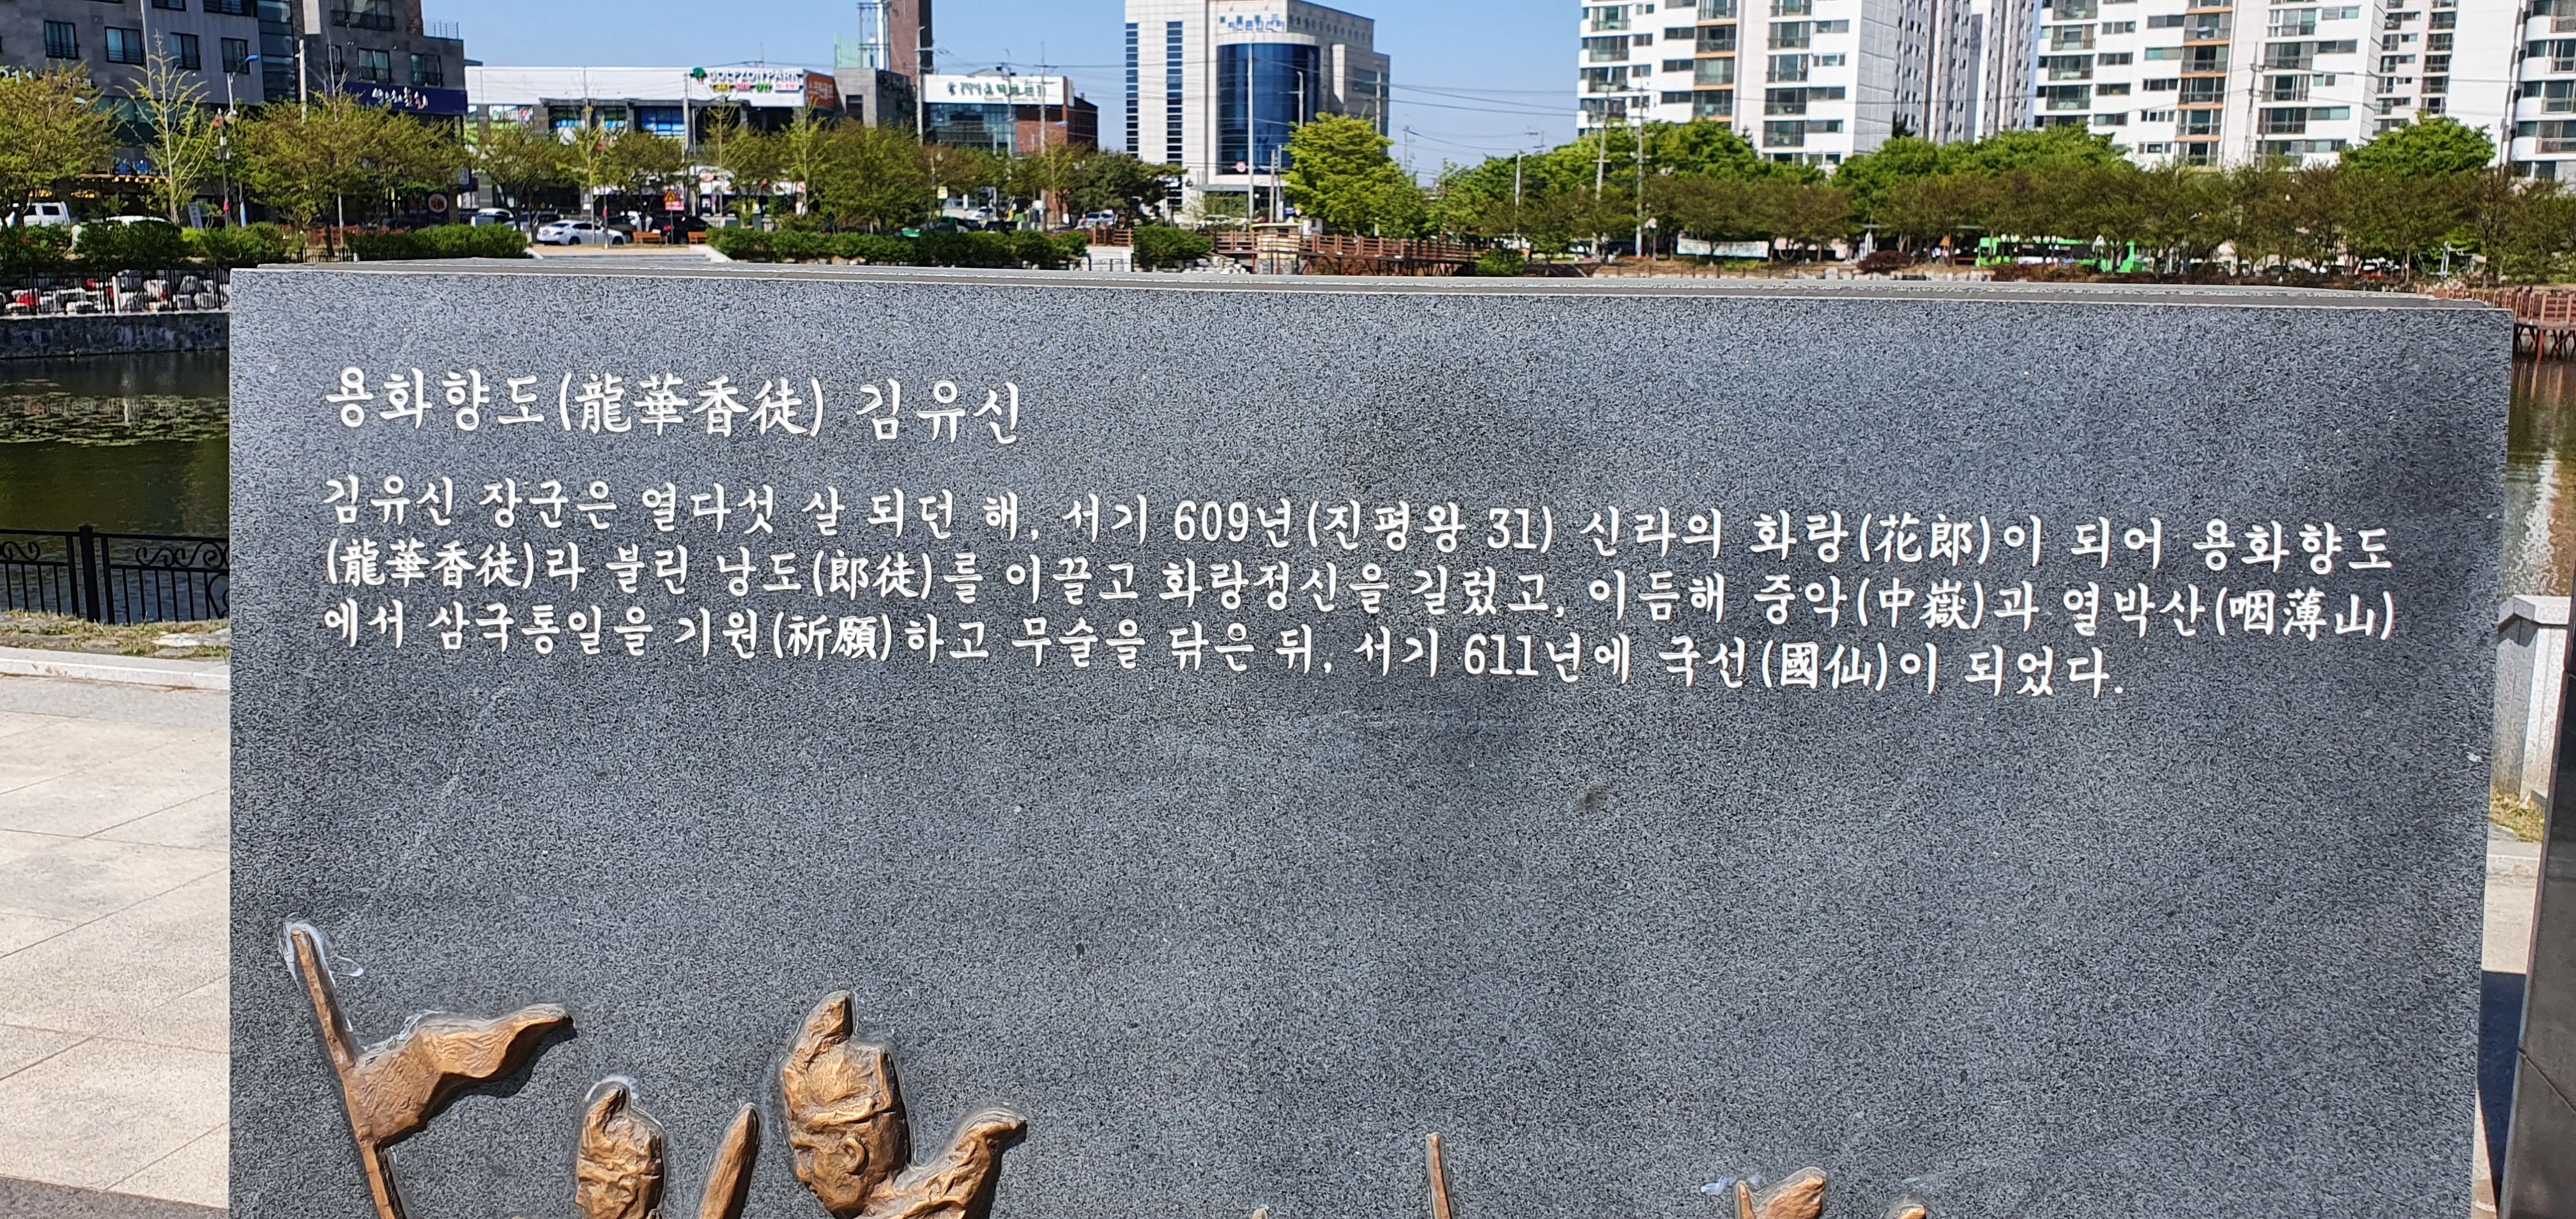 GOLFZON PARK
용화향도(龍華香徒) 김유신
김유신 장군은 열다섯 살 되던 해, 서기 609년(진평왕 31) 신라의 화랑(花郎)이 되어 용화향도
(龍華香徒)라 불린 낭도(郎徒)를 이끌고 화랑정신을 길렀고, 이듬해 중악(中嶽)과 열박산(咽薄山)
에서 삼국통일을 기원(祈願)하고 무술을 닦은 뒤, 서기 611년에 국선(國仙)이 되었다.